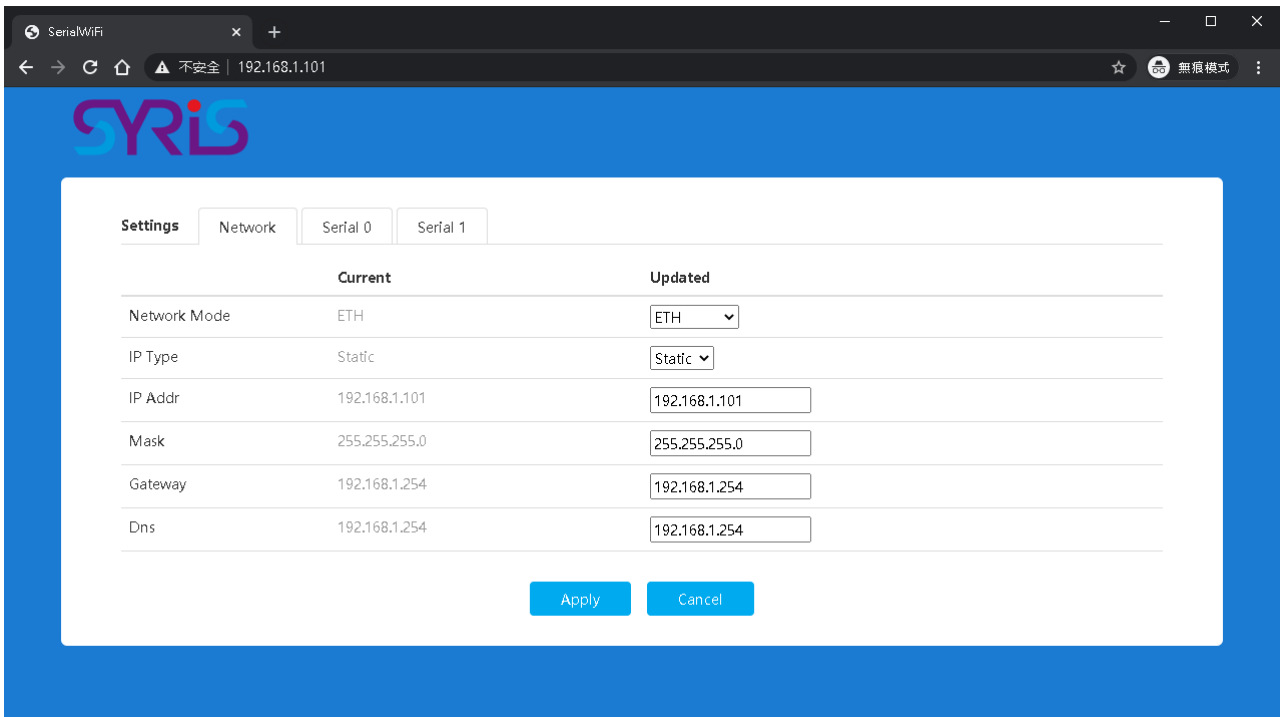 SerialWiFi
不安全 | 192.168.1.101 無痕模式
SYRIS
Settings Network Serial 0 Serial 1
Current Updated
Network Mode ETH ETH
IP Type Static Static
IP Addr 192.168.1.101 192.168.1.101
Mask 255.255.255.0 255.255.255.0
Gateway 192.168.1.254 192.168.1.254
Dns 192.168.1.254 192.168.1.254
Apply Cancel